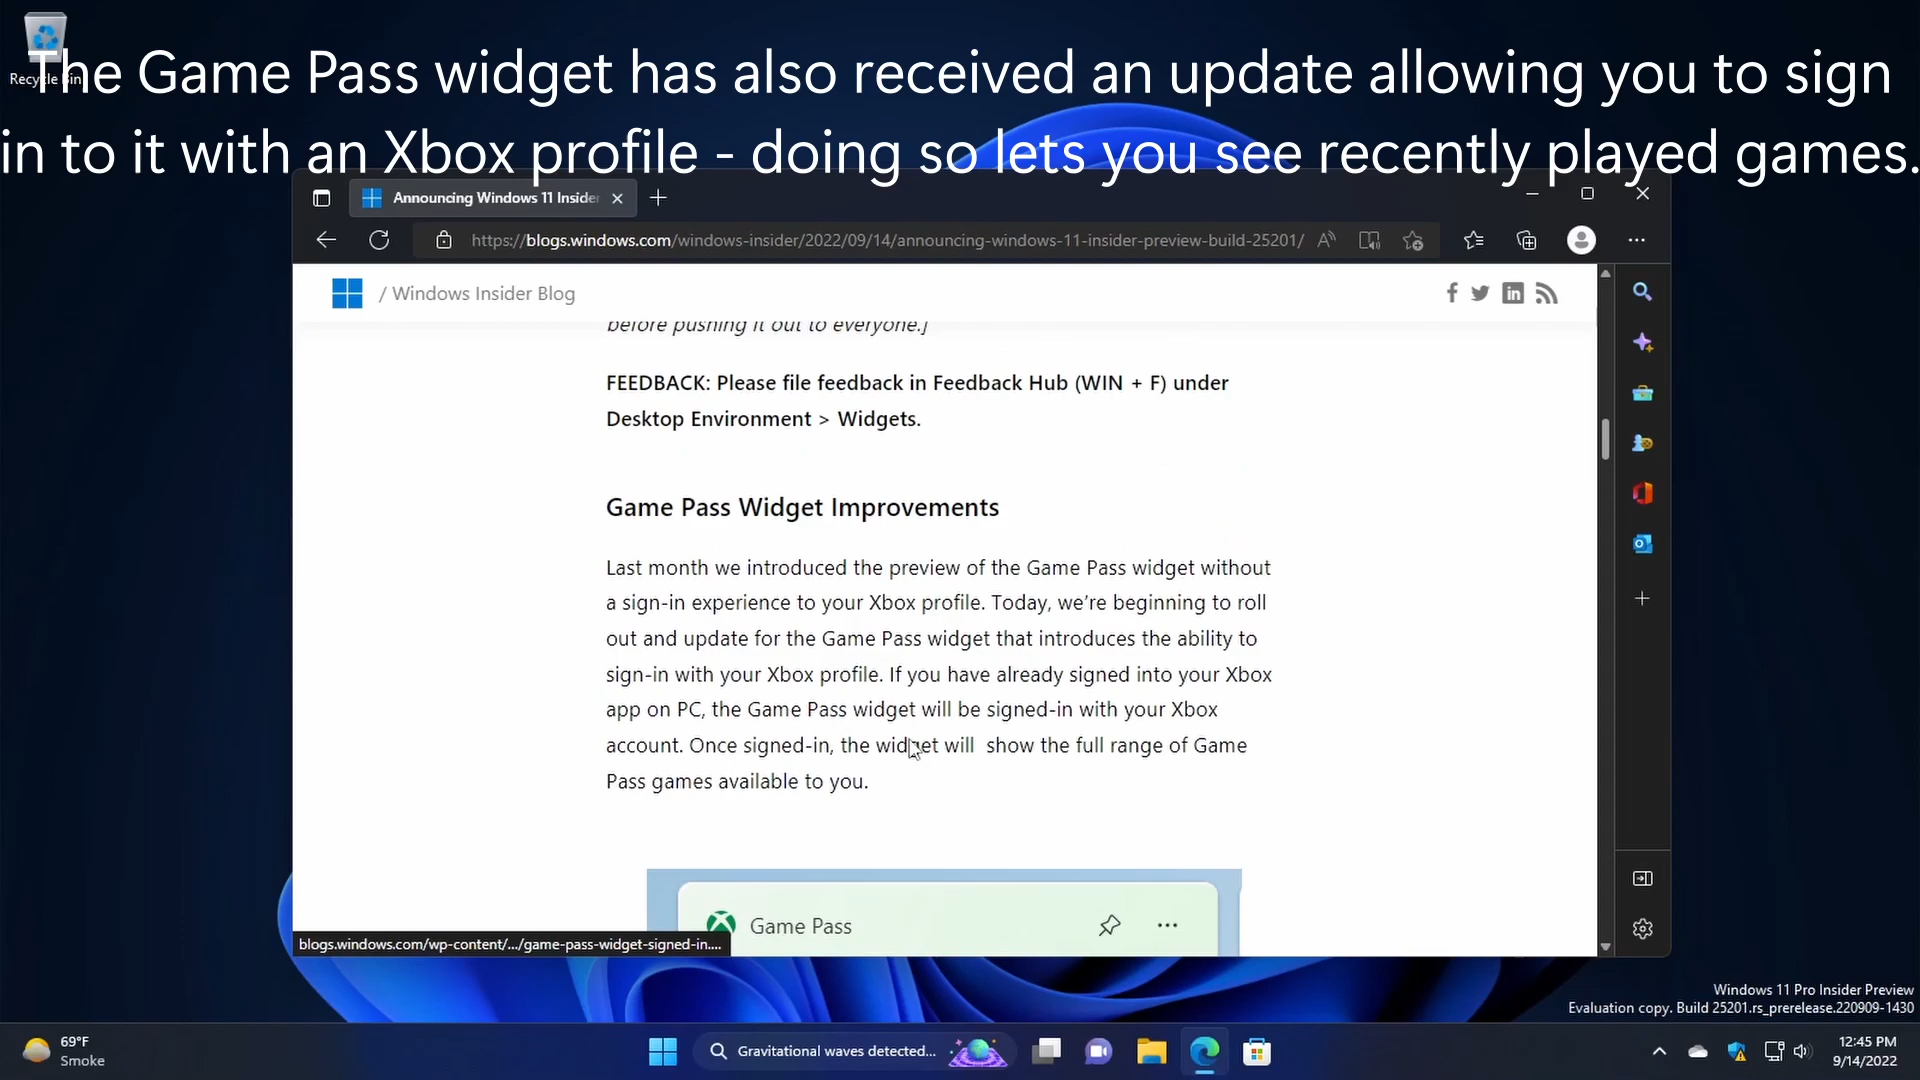 Recycle Bin
The Game Pass widget has also received an update allowing you to sign
in to it with an Xbox profile - doing so lets you see recently played games.
Announcing Windows 11 Inside
https://blogs.windows.com/windows-insider/2022/09/14/announcing-windows-11-insider-preview-build-25201/
/ Windows Insider Blog
before pushing it out to everyone.]
FEEDBACK: Please file feedback in Feedback Hub (WIN + F) under
Desktop Environment > Widgets.
Game Pass Widget Improvements
Last month we introduced the preview of the Game Pass widget without
a sign-in experience to your Xbox profile. Today, we’re beginning to roll
out and update for the Game Pass widget that introduces the ability to
sign-in with your Xbox profile. If you have already signed into your Xbox
app on PC, the Game Pass widget will be signed-in with your Xbox
account. Once signed-in, the widget will show the full range of Game
Pass games available to you.
Game Pass
blogs.windows.com/wp-content/.../game-pass-widget-signed-in....
Windows 11 Pro Insider Preview
Evaluation copy. Build 25201.rs_prerelease.220909-1430
69°F
Smoke
Gravitational waves detected...
12:45 PM
9/14/2022